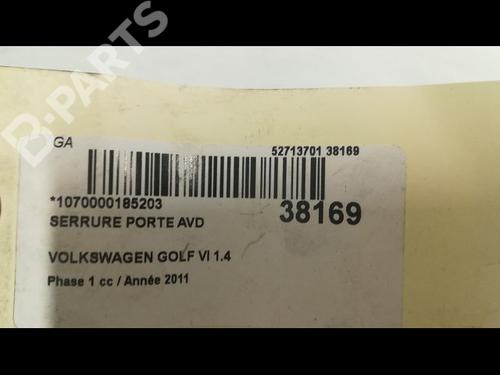 B-PARTS
GA
52713701 38169
*1070000185203
38169
SERRURE PORTE AVD
VOLKSWAGEN GOLF VI 1.4
Phase 1 cc / Année 2011